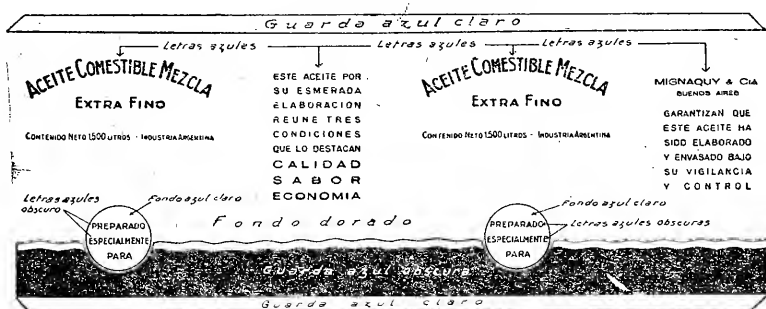 Guarda azul claro
Letras azules
Letras azules
Letras azules
ACEITE COMESTIBLE MEZCLA
EXTRA FINO
CONTENIDO NETO 1.500 LITROS - INDUSTRIA ARGENTINA
ESTE ACEITE POR
SU ESMERADA
ELABORACION
REUNE TRES
CONDICIONES
QUE LO DESTACAN
CALIDAD
SABOR
ECONOMIA
ACEITE COMESTIBLE MEZCLA
EXTRA FINO
CONTENIDO NETO 1.500 LITROS - INDUSTRIA ARGENTINA
MIGNAQUY & CIA
BUENOS AIRES
GARANTIZAN QUE
ESTE ACEITE HA
SIDO ELABORADO
Y ENVASADO BAJO
SU VIGILANCIA
Y CONTROL
Letras azules
obscuro
Fondo azul claro
PREPARADO
ESPECIALMENTE
PARA
Fondo dorado
PREPARADO
ESPECIALMENTE
PARA
Fondo azul claro
Letras azules obscuras
Guarda azul obscura
Guarda azul claro